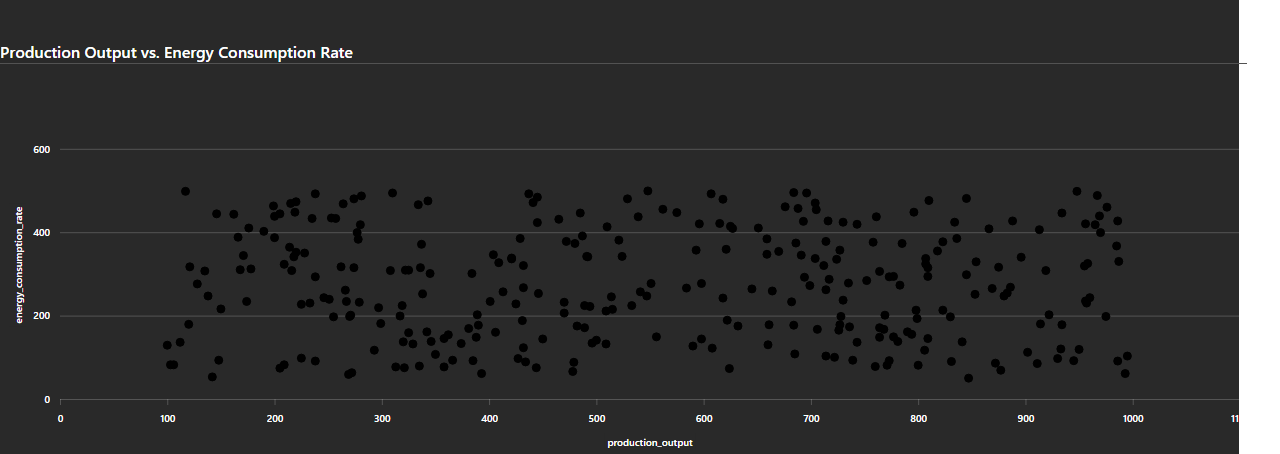 Production Output vs. Energy Consumption Rate
600
400
200
0
energy_consumption_rate
0 100 200 300 400 500 600 700 800 900 1000 11
production_output